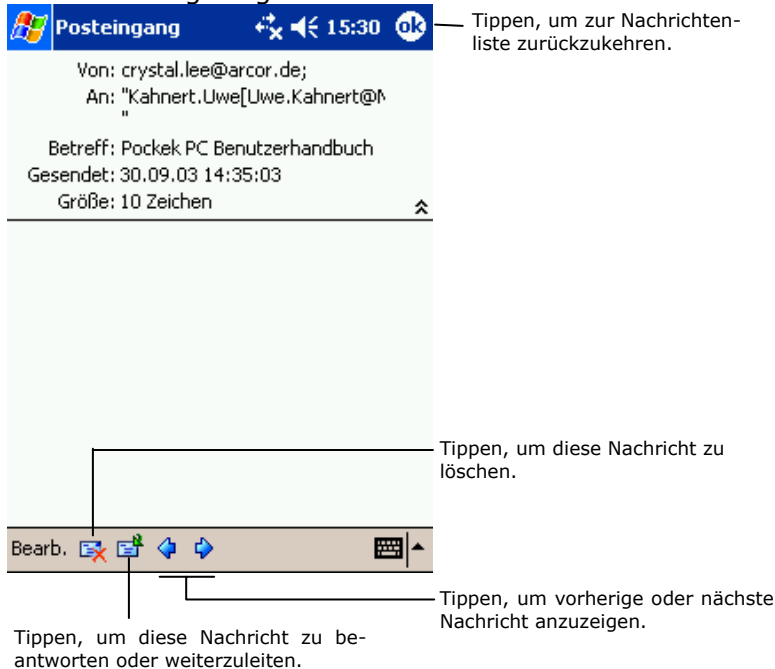 Posteingang 15:30 ok
Tippen, um zur Nachrichten-
liste zurückzukehren.
Von: crystal.lee@arcor.de;
An: "Kahnert.Uwe[Uwe.Kahnert@
"
Betreff: Pockek PC Benutzerhandbuch
Gesendet: 30.09.03 14:35:03
Größe: 10 Zeichen
Tippen, um diese Nachricht zu
löschen.
Bearb.
Tippen, um vorherige oder nächste
Nachricht anzuzeigen.
Tippen, um diese Nachricht zu be-
antworten oder weiterzuleiten.